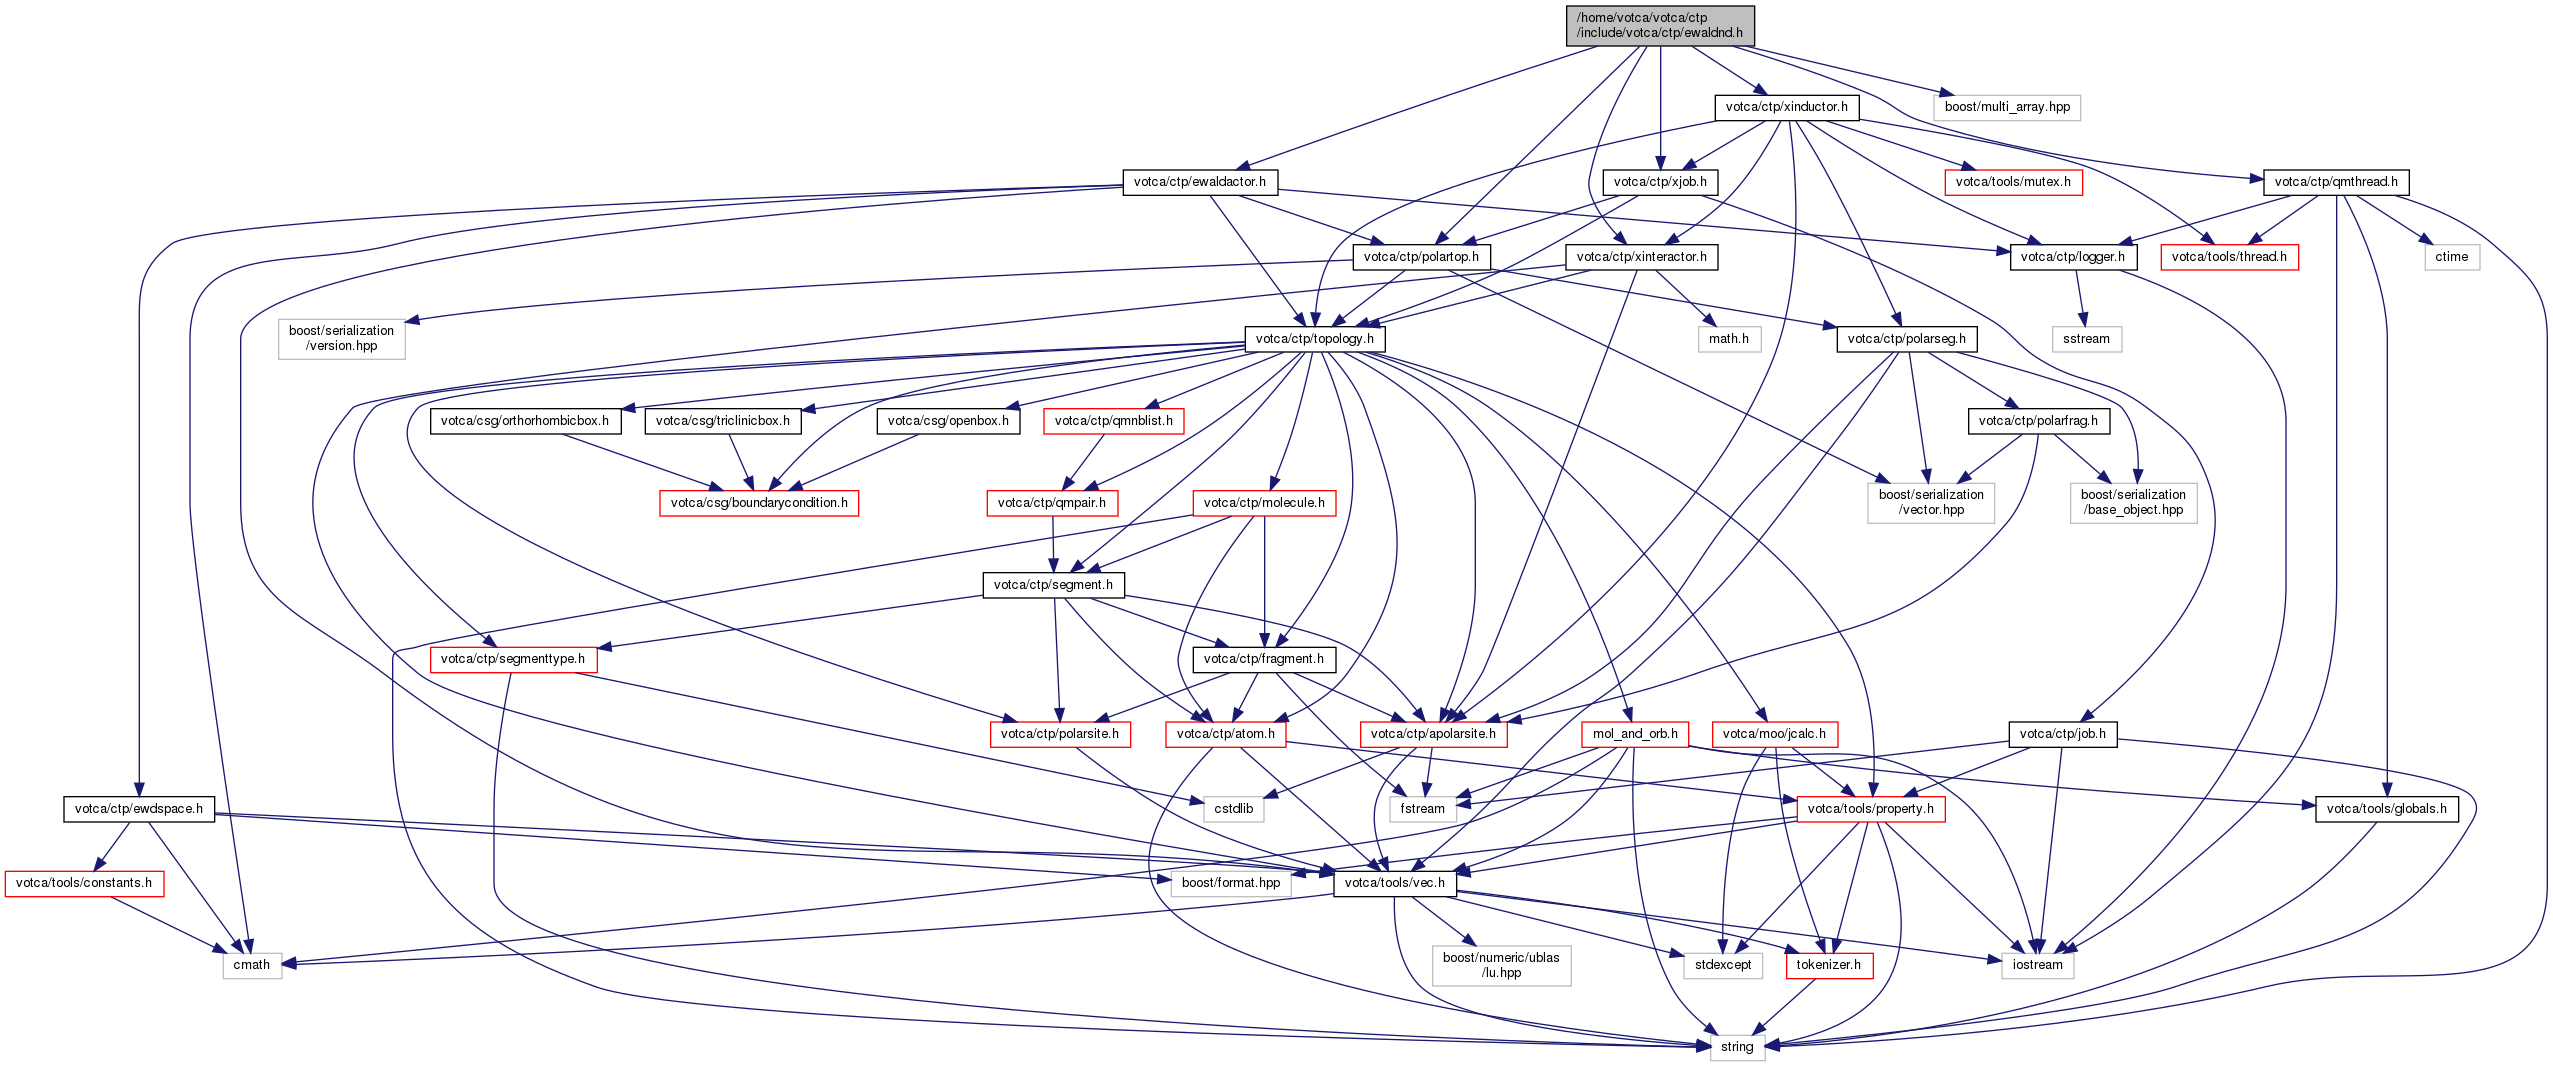 /home/votca/votca/ctp
/include/votca/ctp/ewaldnd.h
votca/ctp/xinductor.h
boost/multi_array.hpp
votca/ctp/ewaldactor.h
votca/ctp/xjob.h
votca/tools/mutex.h
votca/ctp/qmthread.h
votca/ctp/polartop.h
votca/ctp/xinteractor.h
votca/ctp/logger.h
votca/tools/thread.h
ctime
boost/serialization
/version.hpp
votca/ctp/topology.h
math.h
votca/ctp/polarseg.h
sstream
votca/csg/orthorhombicbox.h
votca/csg/triclinicbox.h
votca/csg/openbox.h
votca/ctp/qmnblist.h
votca/ctp/polarfrag.h
votca/csg/boundarycondition.h
votca/ctp/qmpair.h
votca/ctp/molecule.h
boost/serialization
/vector.hpp
boost/serialization
/base_object.hpp
votca/ctp/segment.h
votca/ctp/segmenttype.h
votca/ctp/fragment.h
votca/ctp/polarsite.h
votca/ctp/atom.h
votca/ctp/apolarsite.h
mol_and_orb.h
votca/moo/jcalc.h
votca/ctp/job.h
votca/ctp/ewdspace.h
cstdlib
fstream
votca/tools/property.h
votca/tools/globals.h
votca/tools/constants.h
boost/format.hpp
votca/tools/vec.h
cmath
boost/numeric/ublas
/lu.hpp
stdexcept
tokenizer.h
iostream
string